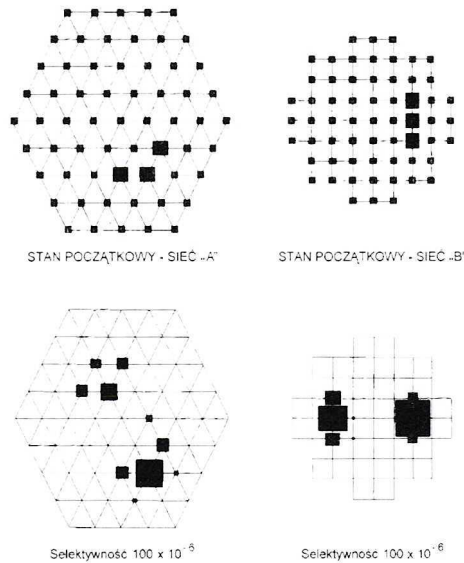 STAN POCZĄTKOWY - SIEĆ „A”
STAN POCZĄTKOWY - SIEĆ „B”
Selektywność 100 x 10⁻⁶
Selektywność 100 x 10⁻⁶